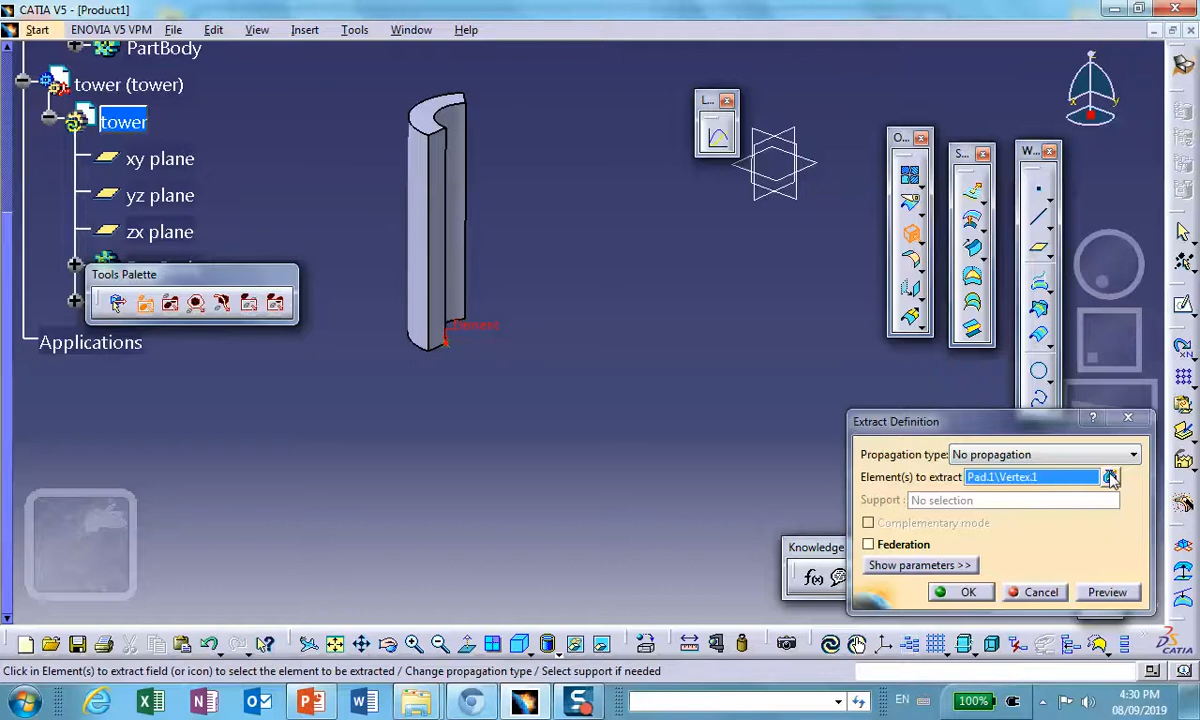 CATIA V5 - [Product1]
Start ENOVIA V5 VPM File Edit View Insert Tools Window Help
PartBody
tower (tower)
tower
xy plane
yz plane
zx plane
Tools Palette
Applications
Element
L...
O...
S...
W...
z
x
y
Extract Definition
Propagation type: No propagation
Element(s) to extract Pad.1\Vertex.1
Support : No selection
Complementary mode
Federation
Show parameters >>
OK Cancel Preview
Knowledge
f(x)
CATIA
Click in Element(s) to extract field (or icon) to select the element to be extracted / Change propagation type / Select support if needed
EN 100% 4:30 PM
08/09/2019